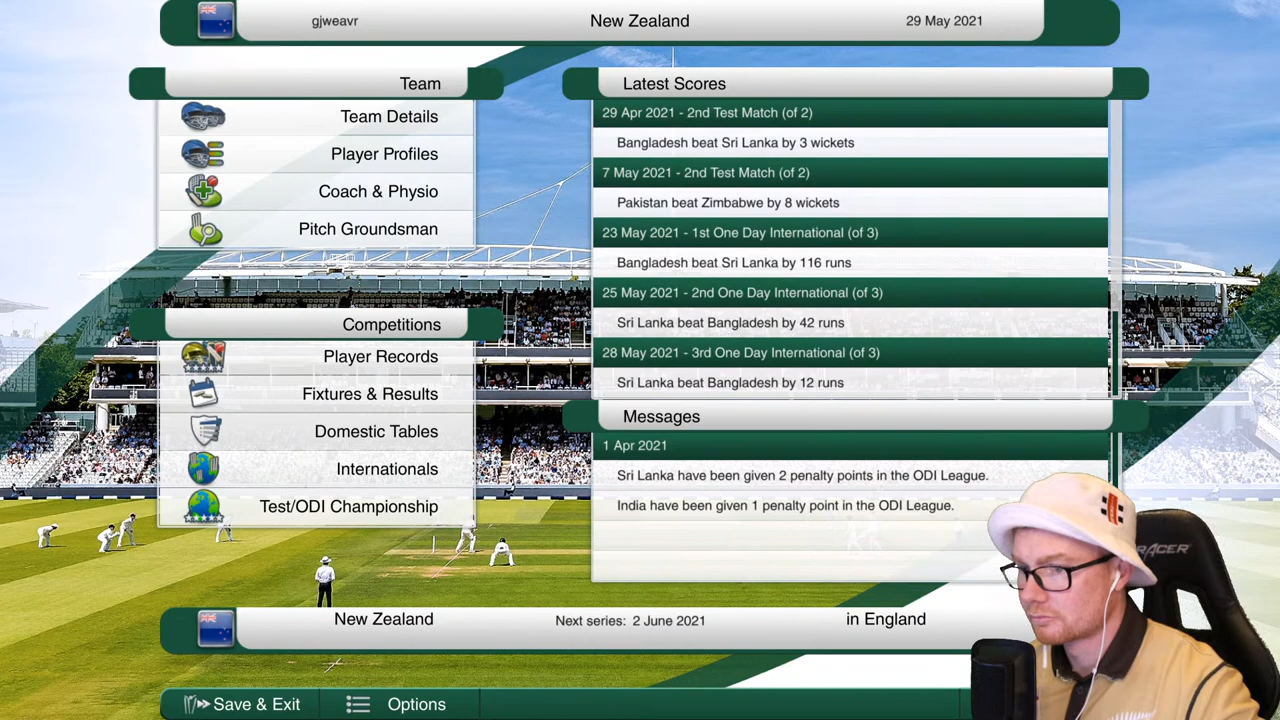 gjweavr
New Zealand
29 May 2021
Team
Team Details
Player Profiles
Coach & Physio
Pitch Groundsman
Competitions
Player Records
Fixtures & Results
Domestic Tables
Internationals
Test/ODI Championship
Latest Scores
29 Apr 2021 - 2nd Test Match (of 2)
Bangladesh beat Sri Lanka by 3 wickets
7 May 2021 - 2nd Test Match (of 2)
Pakistan beat Zimbabwe by 8 wickets
23 May 2021 - 1st One Day International (of 3)
Bangladesh beat Sri Lanka by 116 runs
25 May 2021 - 2nd One Day International (of 3)
Sri Lanka beat Bangladesh by 42 runs
28 May 2021 - 3rd One Day International (of 3)
Sri Lanka beat Bangladesh by 12 runs
Messages
1 Apr 2021
Sri Lanka have been given 2 penalty points in the ODI League.
India have been given 1 penalty point in the ODI League.
New Zealand
Next series: 2 June 2021
in England
Save & Exit
Options